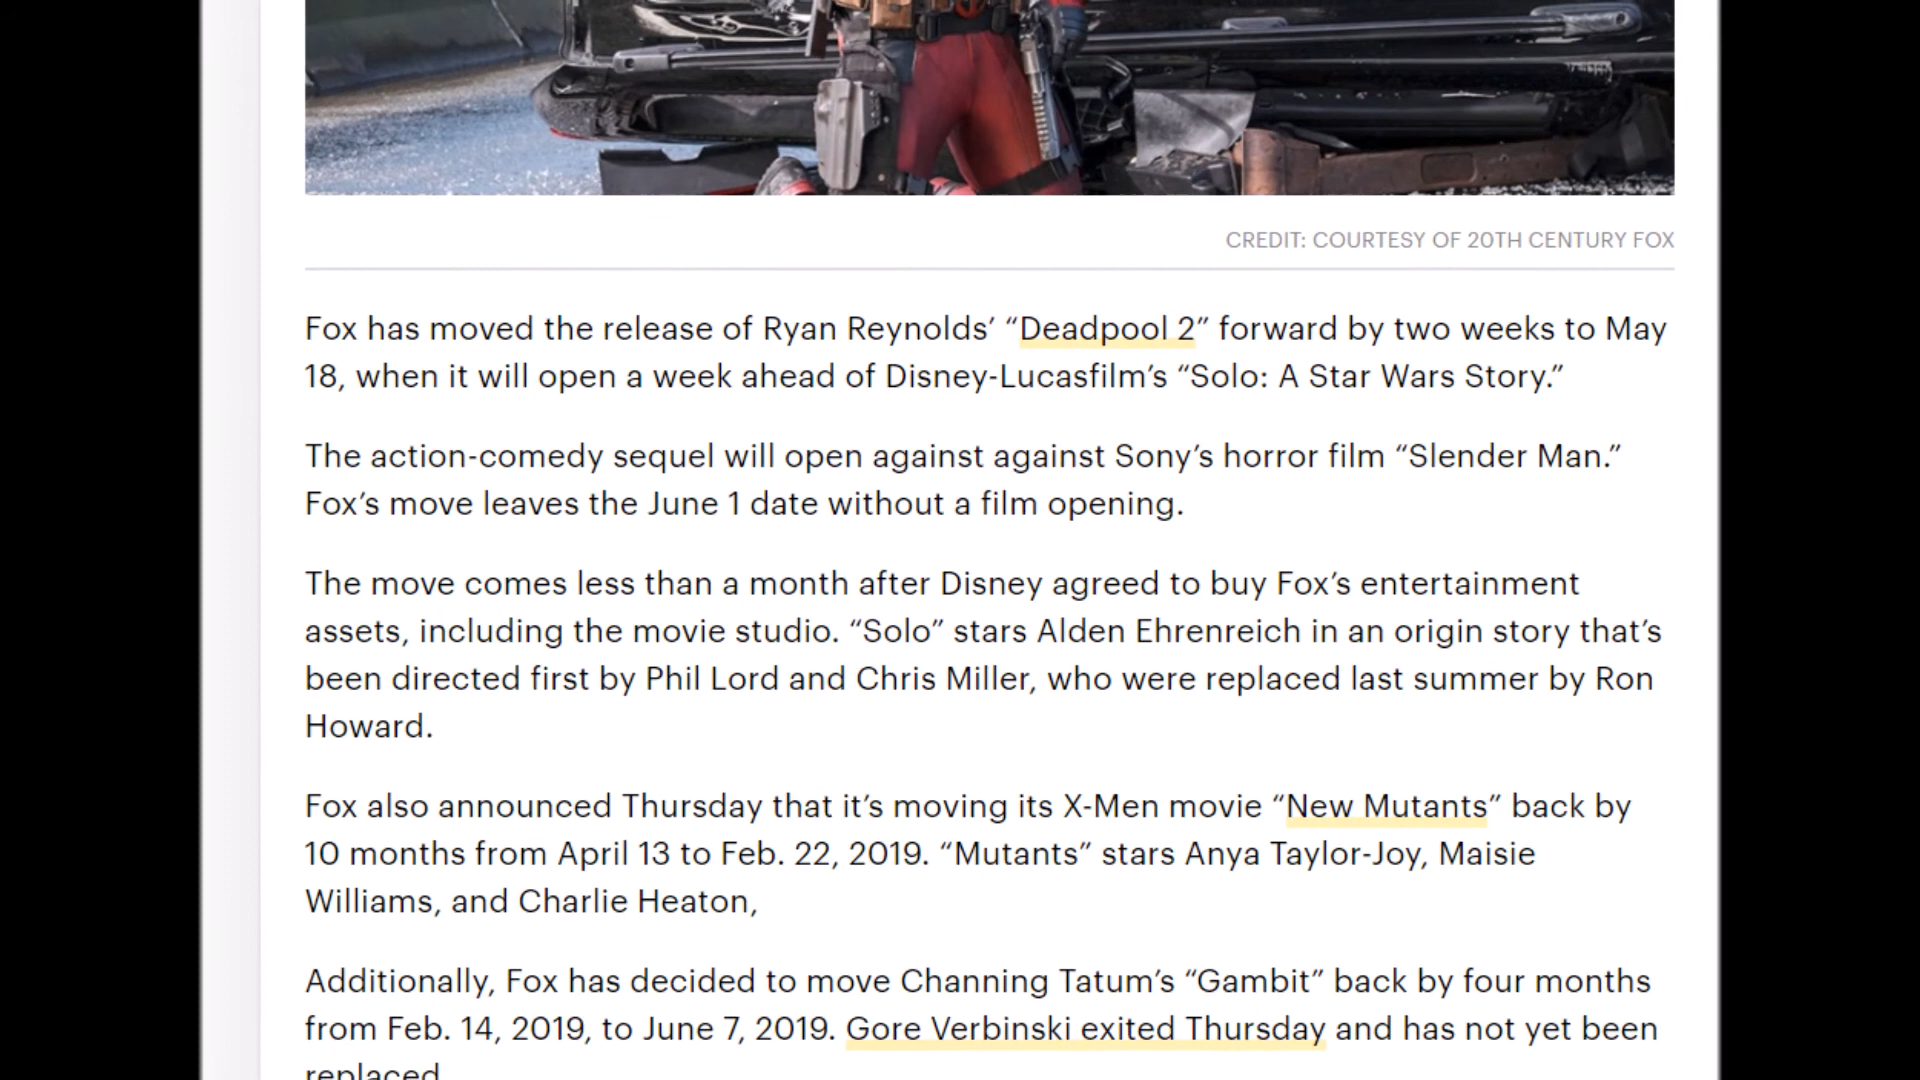 CREDIT: COURTESY OF 20TH CENTURY FOX
Fox has moved the release of Ryan Reynolds’ “Deadpool 2” forward by two weeks to May
18, when it will open a week ahead of Disney-Lucasfilm’s “Solo: A Star Wars Story.”
The action-comedy sequel will open against against Sony’s horror film “Slender Man.”
Fox’s move leaves the June 1 date without a film opening.
The move comes less than a month after Disney agreed to buy Fox’s entertainment
assets, including the movie studio. “Solo” stars Alden Ehrenreich in an origin story that’s
been directed first by Phil Lord and Chris Miller, who were replaced last summer by Ron
Howard.
Fox also announced Thursday that it’s moving its X-Men movie “New Mutants” back by
10 months from April 13 to Feb. 22, 2019. “Mutants” stars Anya Taylor-Joy, Maisie
Williams, and Charlie Heaton,
Additionally, Fox has decided to move Channing Tatum’s “Gambit” back by four months
from Feb. 14, 2019, to June 7, 2019. Gore Verbinski exited Thursday and has not yet been
replaced